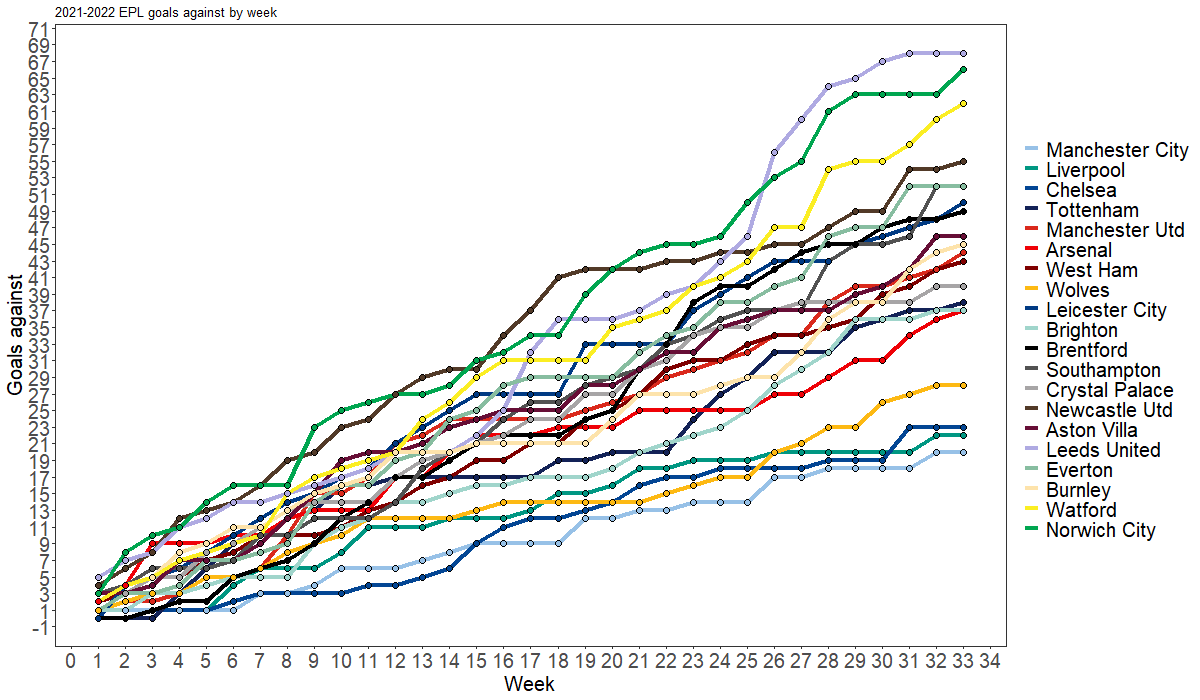 2021-2022 EPL goals against by week
71
69
67
65
63
61
59
57
55
53
51
49
47
45
43
41
39
37
35
33
31
29
27
25
23
21
19
17
15
13
11
9
7
5
3
1
-1
Goals against
0 1 2 3 4 5 6 7 8 9 10 11 12 13 14 15 16 17 18 19 20 21 22 23 24 25 26 27 28 29 30 31 32 33 34
Week
Manchester City
Liverpool
Chelsea
Tottenham
Manchester Utd
Arsenal
West Ham
Wolves
Leicester City
Brighton
Brentford
Southampton
Crystal Palace
Newcastle Utd
Aston Villa
Leeds United
Everton
Burnley
Watford
Norwich City